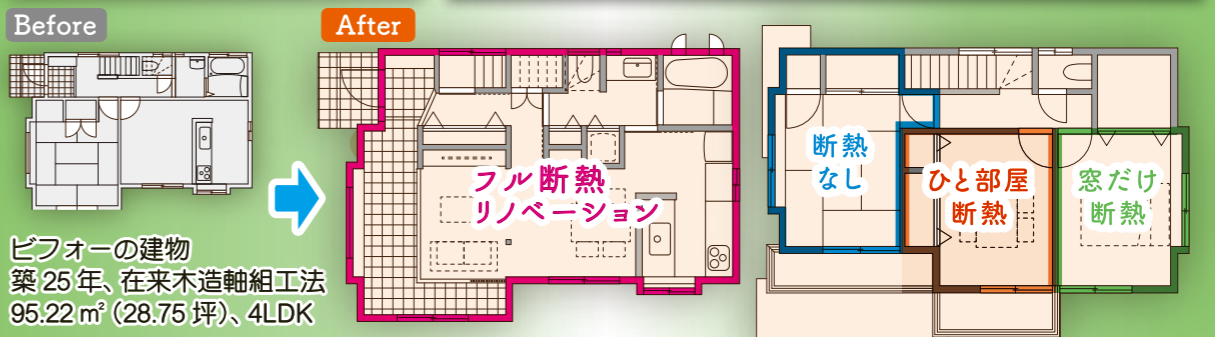 Before
After
フル断熱
リノベーション
断熱
なし
ひと部屋
断熱
窓だけ
断熱
ビフォーの建物
築25年、在来木造軸組工法
95.22㎡(28.75坪)、4LDK